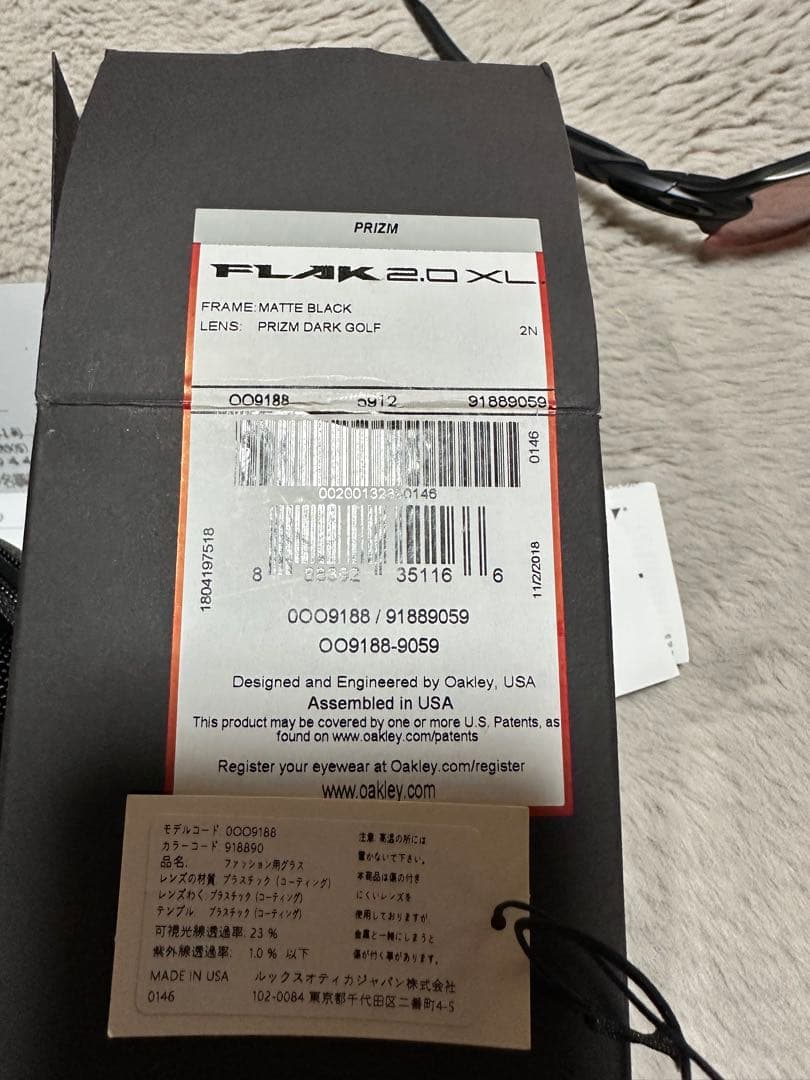 PRIZM
FLAK 2.0 XL
FRAME: MATTE BLACK
LENS: PRIZM DARK GOLF 2N
OO9188 5912 91889059
0146
0146
1804197518
8 35116 6
11/2/2018
0OO9188 / 91889059
OO9188-9059
Designed and Engineered by Oakley, USA
Assembled in USA
This product may be covered by one or more U.S. Patents, as
found on www.oakley.com/patents
Register your eyewear at Oakley.com/register
www.oakley.com
モデルコード: 0OO9188
カラーコード: 918890
品名: ファッション用グラス
レンズの材質: プラスチック (コーティング)
レンズわく: プラスチック (コーティング)
テンプル: プラスチック (コーティング)
可視光線透過率: 23 %
紫外線透過率: 1.0 % 以下
MADE IN USA ルックスオティカジャパン株式会社
0146 102-0084 東京都千代田区二番町4-5
注意:高温の所には
置かないで下さい。
本商品は傷の付き
にくいレンズを
使用しておりますが、
金属と一緒にしまうと
傷が付く事があります。